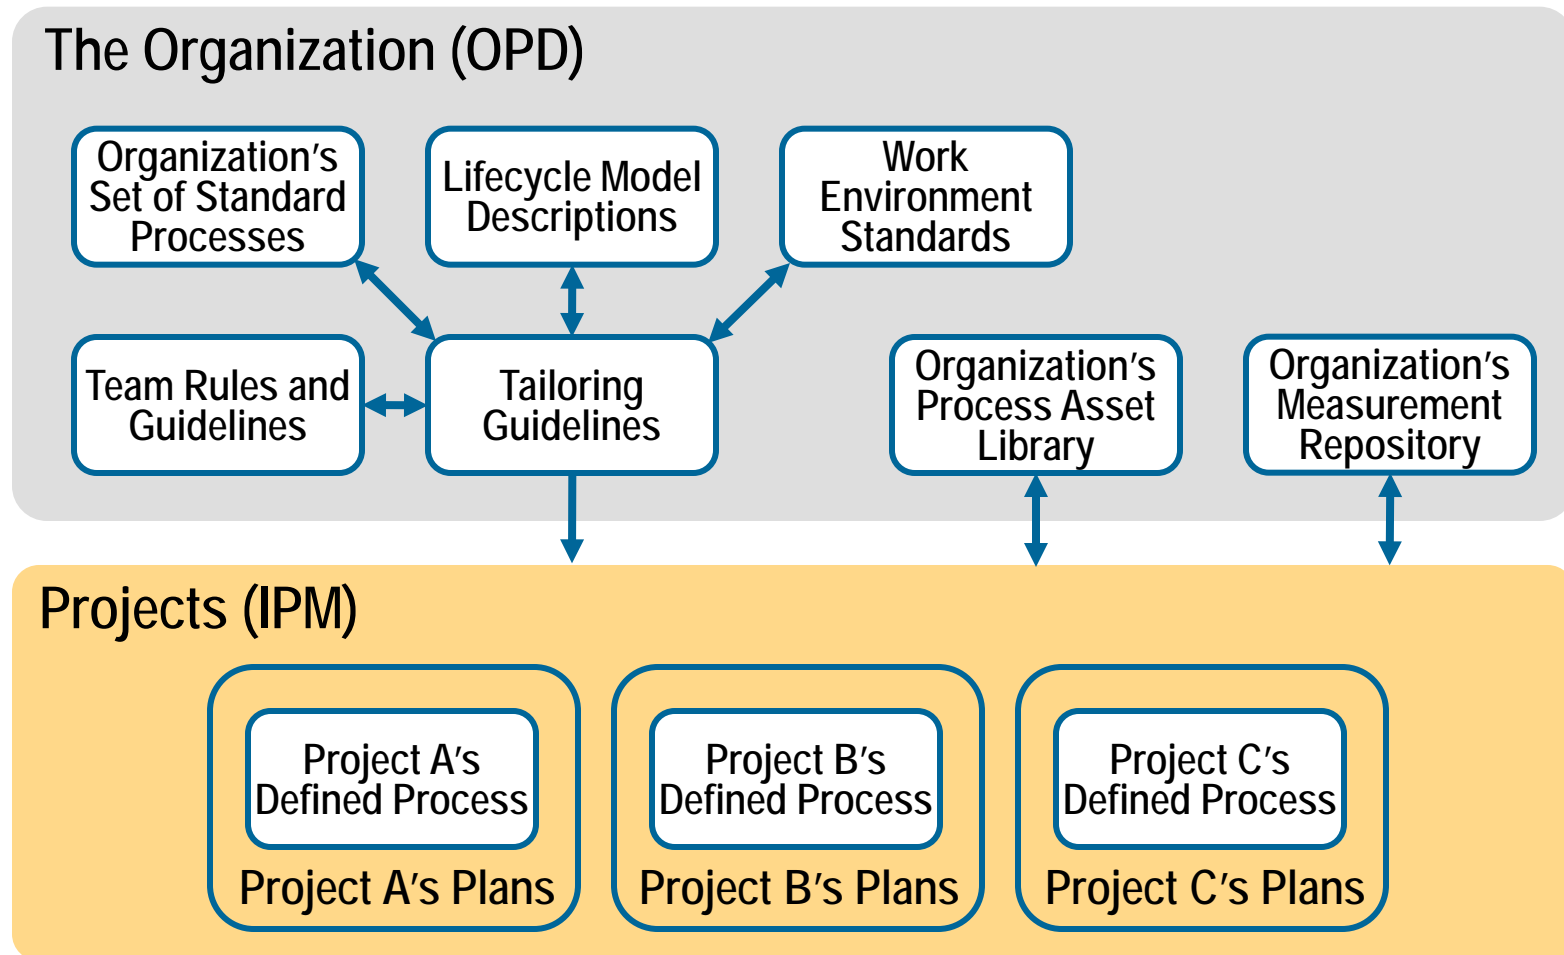 The Organization (OPD)
Organization's
Set of Standard
Processes
Lifecycle Model
Descriptions
Work
Environment
Standards
Team Rules and
Guidelines
Tailoring
Guidelines
Organization's
Process Asset
Library
Organization's
Measurement
Repository
Projects (IPM)
Project A's
Defined Process
Project A's Plans
Project B's
Defined Process
Project B's Plans
Project C's
Defined Process
Project C's Plans